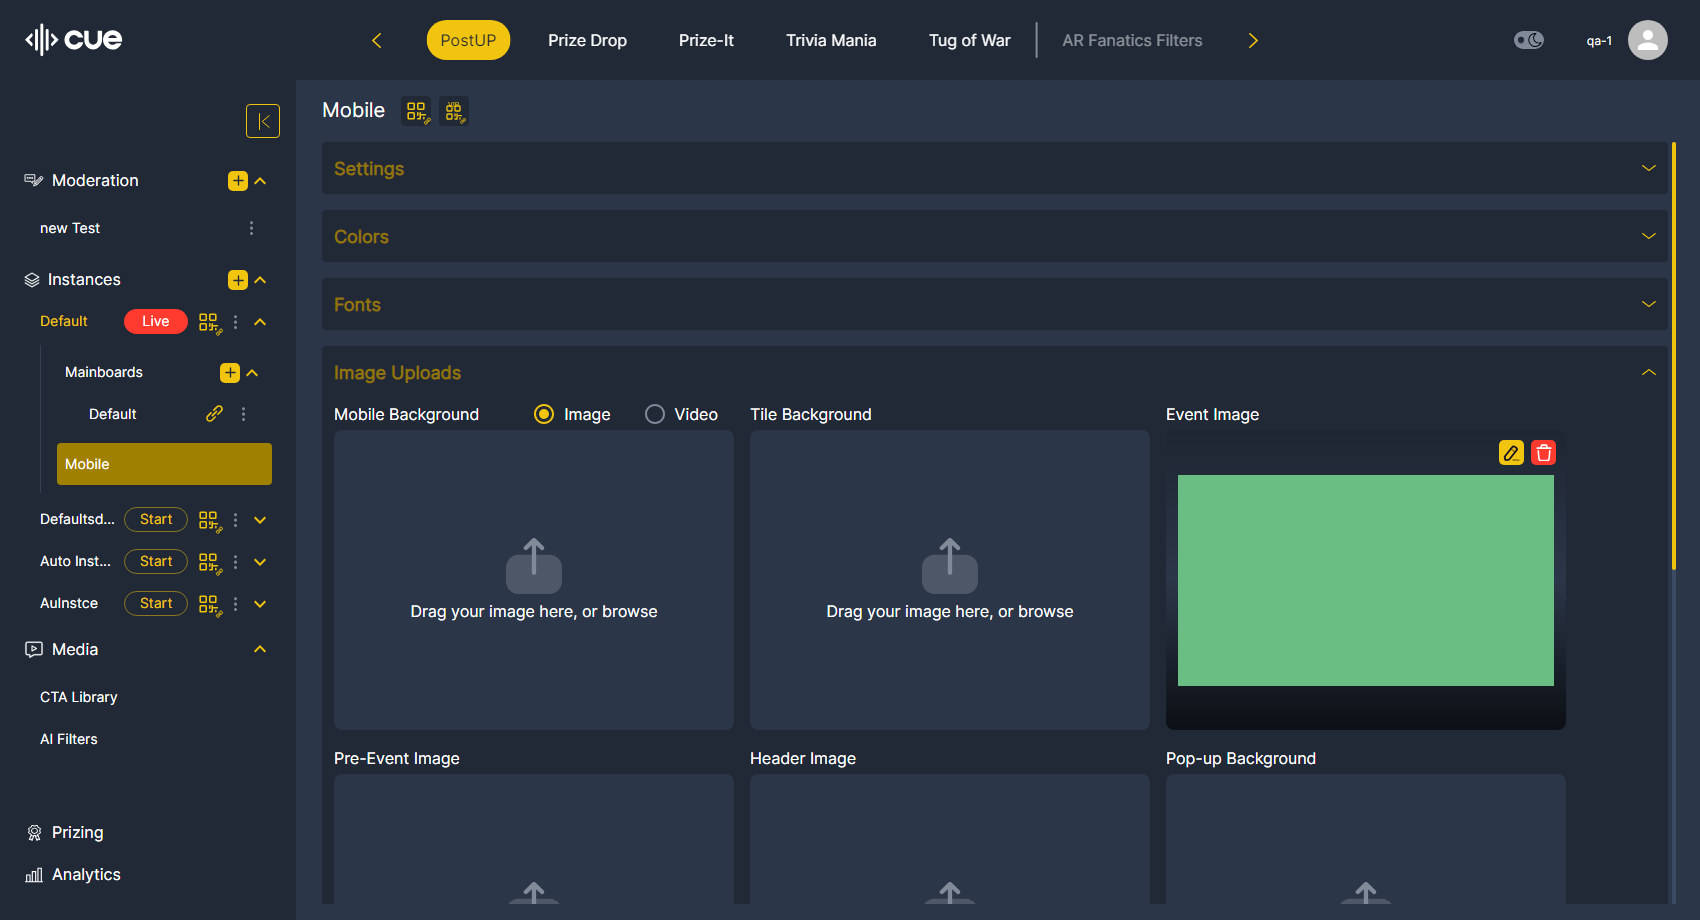 cue
PostUP
Prize Drop
Prize-It
Trivia Mania
Tug of War
AR Fanatics Filters
qa-1
Moderation
new Test
Instances
Default
Live
Mainboards
Default
Mobile
Defaultsd...
Start
Auto Inst...
Start
AuInstce
Start
Media
CTA Library
AI Filters
Prizing
Analytics
Mobile
VIP
Settings
Colors
Fonts
Image Uploads
Mobile Background
Image
Video
Tile Background
Event Image
Drag your image here, or browse
Drag your image here, or browse
Pre-Event Image
Header Image
Pop-up Background